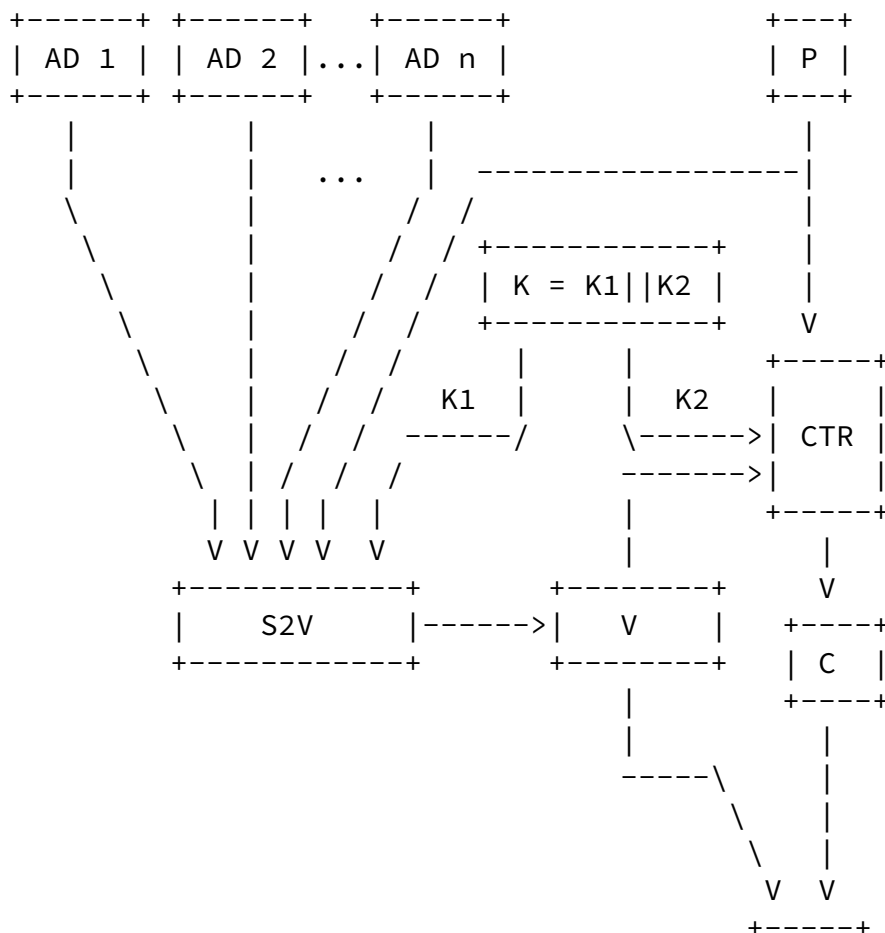 +------+ +------+   +------+              +---+
| AD 1 | | AD 2 |...| AD n |              | P |
+------+ +------+   +------+              +---+
   |         |         |                    |
   |         |   ...   |  ------------------|
   \         |        /  /                  |
    \        |       /  / +------------+    |
     \       |      /  /  | K = K1||K2 |    |
      \      |     /  /   +------------+    V
       \     |    /  /      |     |       +-----+
        \    |   /  /   K1  |     |  K2   |     |
         \   |  /  /  ------/     \------>| CTR |
          \  | /  /  /            ------->|     |
           | | | |  |             |       +-----+
           V V V V  V             |          |
         +------------+       +--------+     V
         |    S2V     |------>|   V    |   +----+
         +------------+       +--------+   | C  |
                                  |        +----+
                                  |          |
                                  -----\     |
                                        \    |
                                         \   |
                                          V  V
                                         +-----+